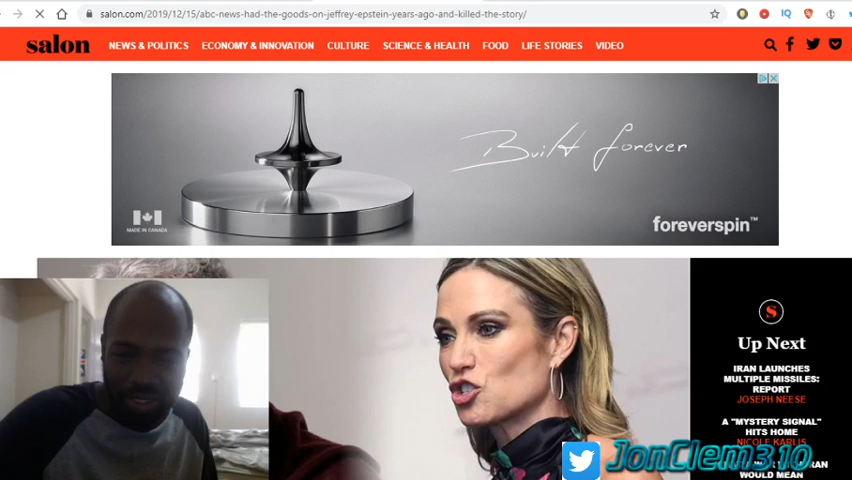 salon.com/2019/12/15/abc-news-had-the-goods-on-jeffrey-epstein-years-ago-and-killed-the-story/
salon NEWS & POLITICS ECONOMY & INNOVATION CULTURE SCIENCE & HEALTH FOOD LIFE STORIES VIDEO
Built forever
MADE IN CANADA
foreverspin™
S
Up Next
IRAN LAUNCHES
MULTIPLE MISSILES:
REPORT
JOSEPH NEESE
A "MYSTERY SIGNAL"
HITS HOME
NICOLE KARLIS
WOULD MEAN
JonClem310